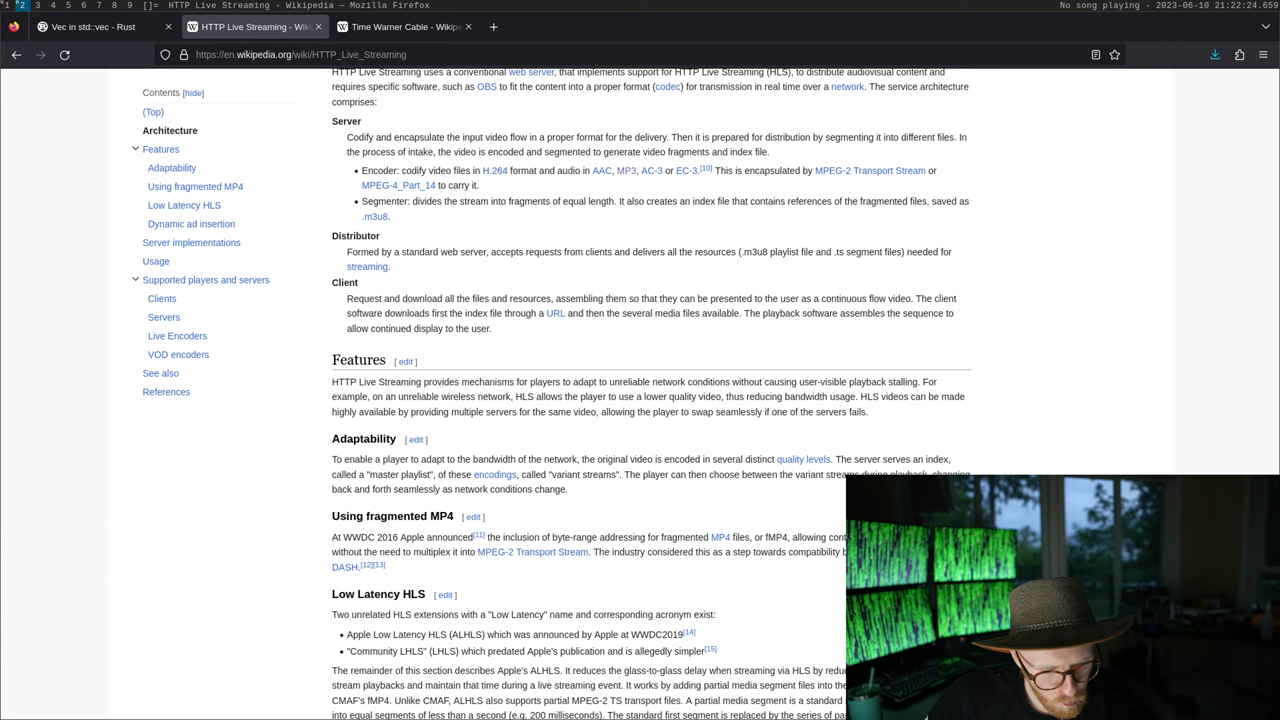 1 2 3 4 5 6 7 8 9 []= HTTP Live Streaming - Wikipedia — Mozilla Firefox No song playing - 2023-06-10 21:22:24.659
Vec in std::vec - Rust HTTP Live Streaming - Wiki Time Warner Cable - Wikipe
https://en.wikipedia.org/wiki/HTTP_Live_Streaming
Contents [hide]
(Top)
Architecture
Features
Adaptability
Using fragmented MP4
Low Latency HLS
Dynamic ad insertion
Server implementations
Usage
Supported players and servers
Clients
Servers
Live Encoders
VOD encoders
See also
References
HTTP Live Streaming uses a conventional web server, that implements support for HTTP Live Streaming (HLS), to distribute audiovisual content and
requires specific software, such as OBS to fit the content into a proper format (codec) for transmission in real time over a network. The service architecture
comprises:
Server
Codify and encapsulate the input video flow in a proper format for the delivery. Then it is prepared for distribution by segmenting it into different files. In
the process of intake, the video is encoded and segmented to generate video fragments and index file.
• Encoder: codify video files in H.264 format and audio in AAC, MP3, AC-3 or EC-3.[10] This is encapsulated by MPEG-2 Transport Stream or
MPEG-4_Part_14 to carry it.
• Segmenter: divides the stream into fragments of equal length. It also creates an index file that contains references of the fragmented files, saved as
.m3u8.
Distributor
Formed by a standard web server, accepts requests from clients and delivers all the resources (.m3u8 playlist file and .ts segment files) needed for
streaming.
Client
Request and download all the files and resources, assembling them so that they can be presented to the user as a continuous flow video. The client
software downloads first the index file through a URL and then the several media files available. The playback software assembles the sequence to
allow continued display to the user.
Features [ edit ]
HTTP Live Streaming provides mechanisms for players to adapt to unreliable network conditions without causing user-visible playback stalling. For
example, on an unreliable wireless network, HLS allows the player to use a lower quality video, thus reducing bandwidth usage. HLS videos can be made
highly available by providing multiple servers for the same video, allowing the player to swap seamlessly if one of the servers fails.
Adaptability [ edit ]
To enable a player to adapt to the bandwidth of the network, the original video is encoded in several distinct quality levels. The server serves an index,
called a "master playlist", of these encodings, called "variant streams". The player can then choose between the variant streams during playback, changing
back and forth seamlessly as network conditions change.
Using fragmented MP4 [ edit ]
At WWDC 2016 Apple announced[11] the inclusion of byte-range addressing for fragmented MP4 files, or fMP4, allowing cont
without the need to multiplex it into MPEG-2 Transport Stream. The industry considered this as a step towards compatibility b
DASH.[12][13]
Low Latency HLS [ edit ]
Two unrelated HLS extensions with a "Low Latency" name and corresponding acronym exist:
• Apple Low Latency HLS (ALHLS) which was announced by Apple at WWDC2019[14]
• "Community LHLS" (LHLS) which predated Apple's publication and is allegedly simpler[15]
The remainder of this section describes Apple's ALHLS. It reduces the glass-to-glass delay when streaming via HLS by redu
stream playbacks and maintain that time during a live streaming event. It works by adding partial media segment files into the
CMAF's fMP4. Unlike CMAF, ALHLS also supports partial MPEG-2 TS transport files. A partial media segment is a standard
into equal segments of less than a second (e.g. 200 milliseconds). The standard first segment is replaced by the series of pa